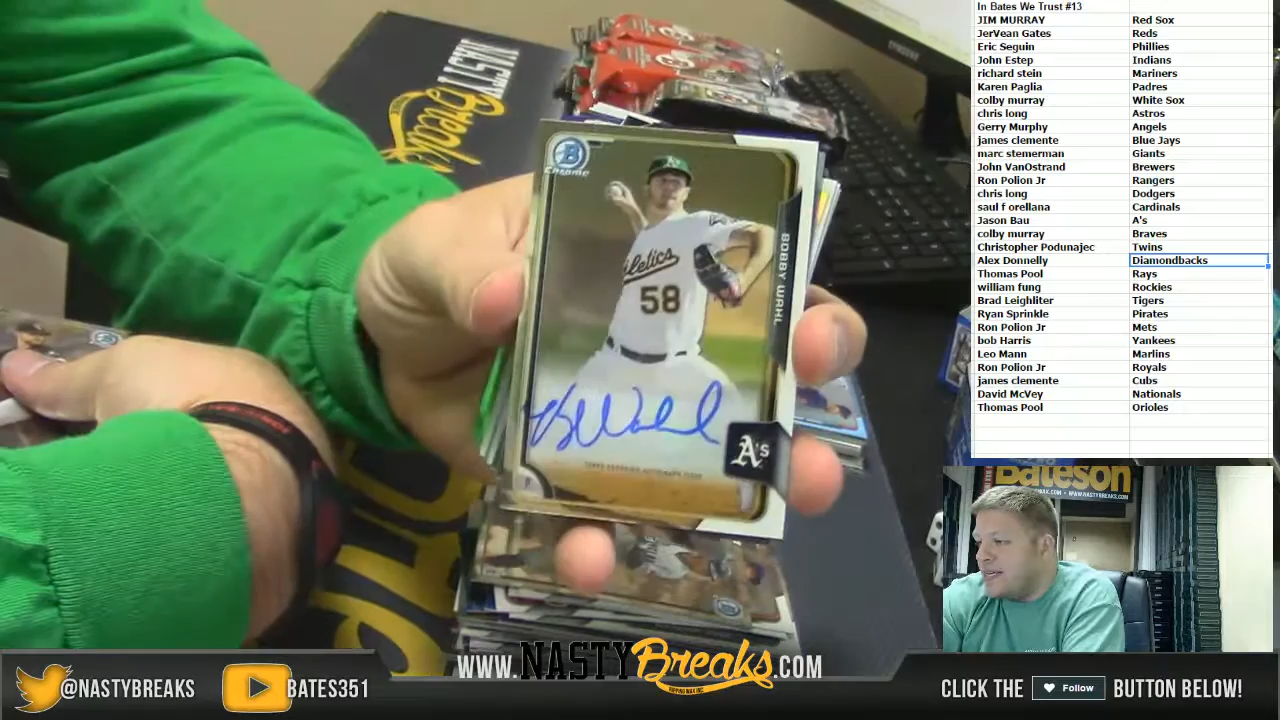 In Bates We Trust #13
JIM MURRAY Red Sox
JerVean Gates Reds
Eric Seguin Phillies
John Estep Indians
richard stein Mariners
Karen Paglia Padres
colby murray White Sox
chris long Astros
Gerry Murphy Angels
james clemente Blue Jays
marc stemerman Giants
John VanOstrand Brewers
Ron Polion Jr Rangers
chris long Dodgers
saul f orellana Cardinals
Jason Bau A's
colby murray Braves
Christopher Podunajec Twins
Alex Donnelly Diamondbacks
Thomas Pool Rays
william fung Rockies
Brad Leighliter Tigers
Ryan Sprinkle Pirates
Ron Polion Jr Mets
bob Harris Yankees
Leo Mann Marlins
Ron Polion Jr Royals
james clemente Cubs
David McVey Nationals
Thomas Pool Orioles
NASTY
Breaks
B
Chrome
A's
thletics
58
BOBBY WAHL
A's
Bateson
WWW.NASTYBREAKS.COM
@NASTYBREAKS
BATES351
CLICK THE Follow BUTTON BELOW!